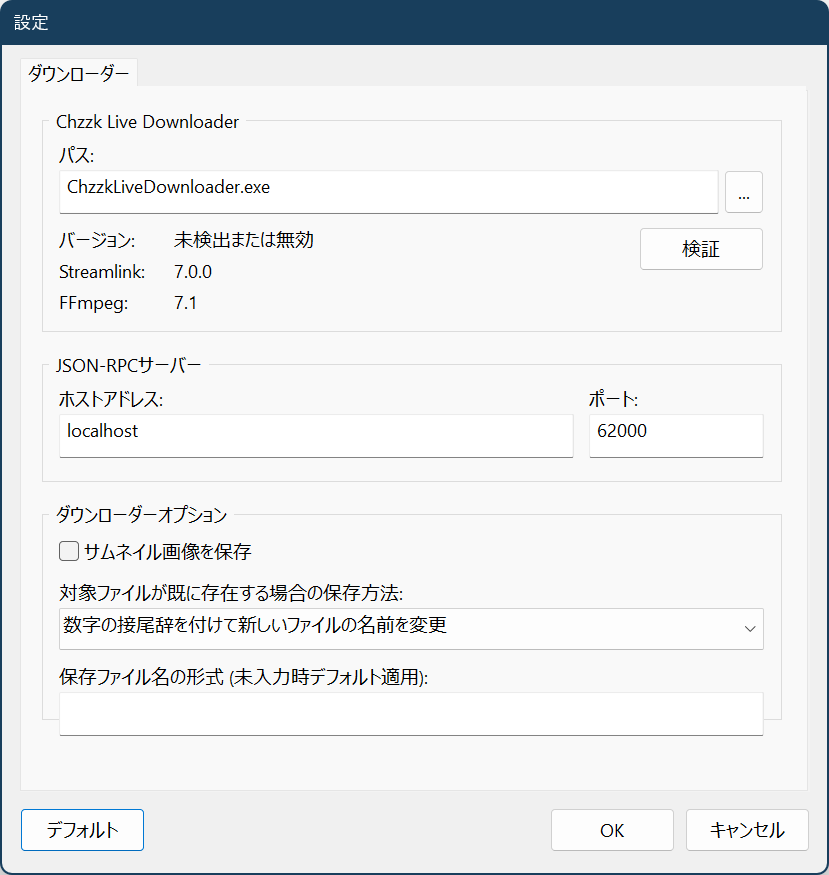 設定
ダウンローダー
Chzzk Live Downloader
パス:
ChzzkLiveDownloader.exe
...
バージョン: 未検出または無効
検証
Streamlink: 7.0.0
FFmpeg: 7.1
JSON-RPCサーバー
ホストアドレス: ポート:
localhost 62000
ダウンローダーオプション
サムネイル画像を保存
対象ファイルが既に存在する場合の保存方法:
数字の接尾辞を付けて新しいファイルの名前を変更
保存ファイル名の形式 (未入力時デフォルト適用):
デフォルト OK キャンセル